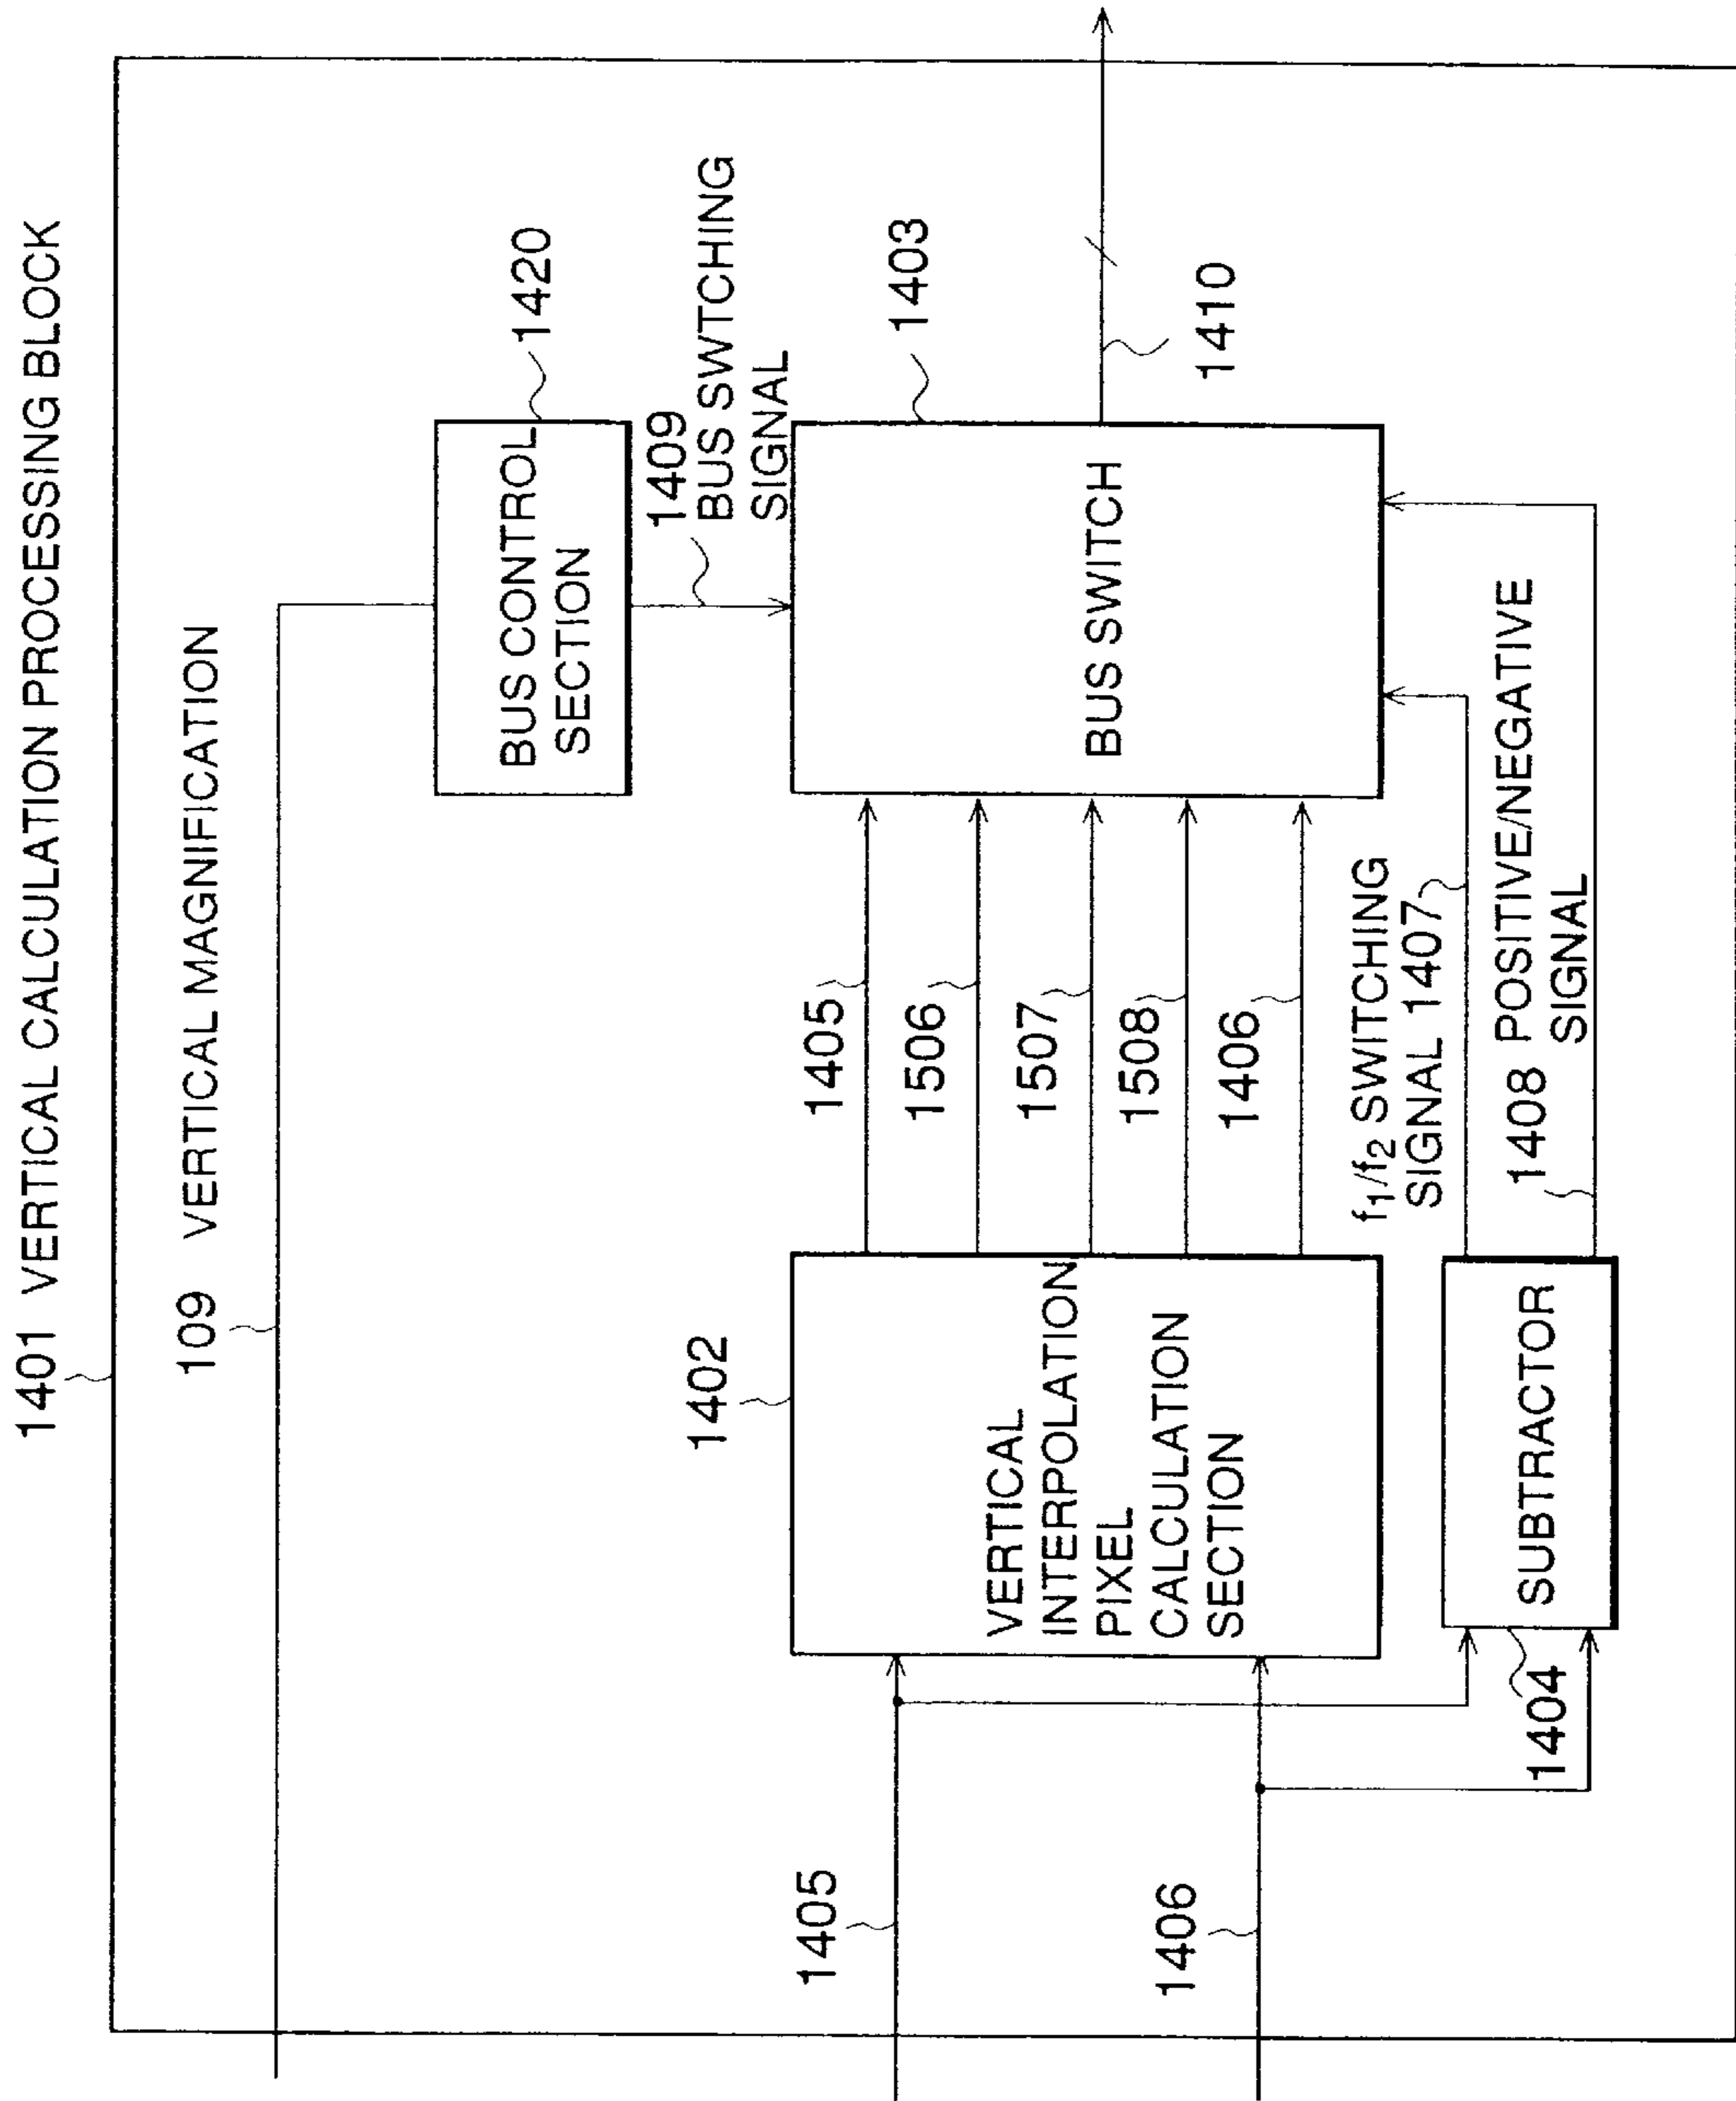 1401 VERTICAL CALCULATION PROCESSING BLOCK
109 VERTICAL MAGNIFICATION
BUS CONTROL
SECTION
1420
1409
BUS SWTCHING
SIGNAL
1402
VERTICAL
INTERPOLATION
PIXEL
CALCULATION
SECTION
1405
1506
1507
1508
1406
BUS SWITCH
1403
1410
1405
1406
f1/f2 SWITCHING
SIGNAL 1407
1408 POSITIVE/NEGATIVE
SIGNAL
SUBTRACTOR
1404